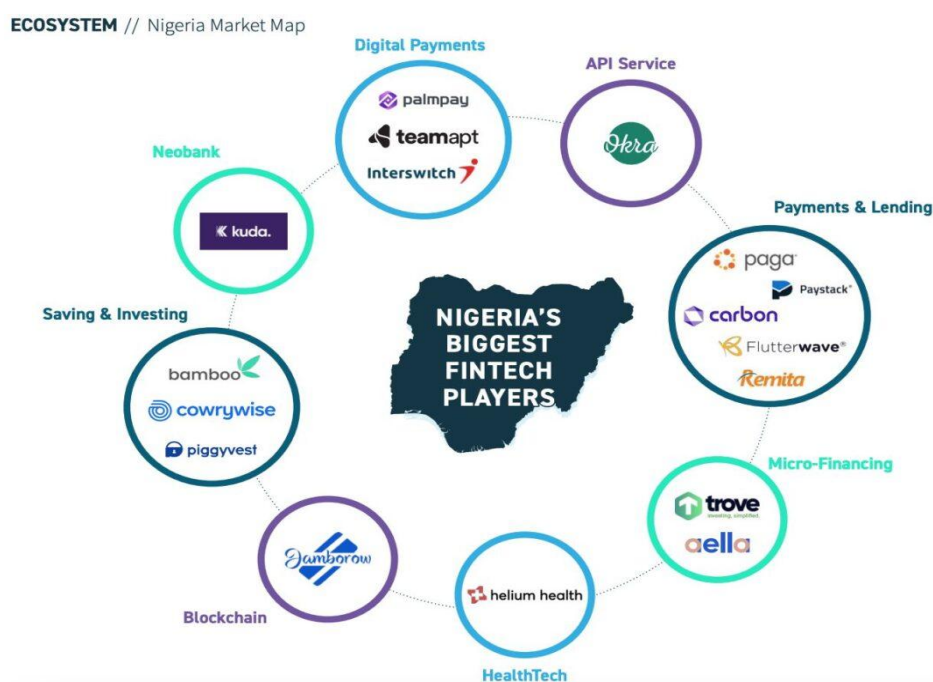 ECOSYSTEM // Nigeria Market Map
Digital Payments
palmpay
teamapt
Interswitch
API Service
Okra
Neobank
kuda.
Payments & Lending
paga
Paystack
carbon
Flutterwave®
Remita
Saving & Investing
bamboo
cowrywise
piggyvest
NIGERIA'S
BIGGEST
FINTECH
PLAYERS
Micro-Financing
trove
investing, simplified.
aella
Jamborow
Blockchain
helium health
HealthTech